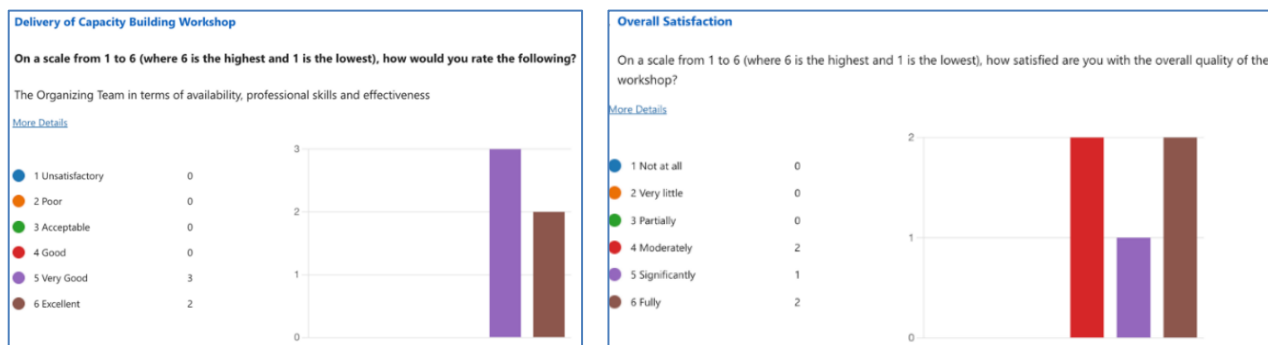 Delivery of Capacity Building Workshop
On a scale from 1 to 6 (where 6 is the highest and 1 is the lowest), how would you rate the following?
The Organizing Team in terms of availability, professional skills and effectiveness
More Details
1 Unsatisfactory 0
2 Poor 0
3 Acceptable 0
4 Good 0
5 Very Good 3
6 Excellent 2
3
2
1
0
Overall Satisfaction
On a scale from 1 to 6 (where 6 is the highest and 1 is the lowest), how satisfied are you with the overall quality of the
workshop?
More Details
1 Not at all 0
2 Very little 0
3 Partially 0
4 Moderately 2
5 Significantly 1
6 Fully 2
2
1
0